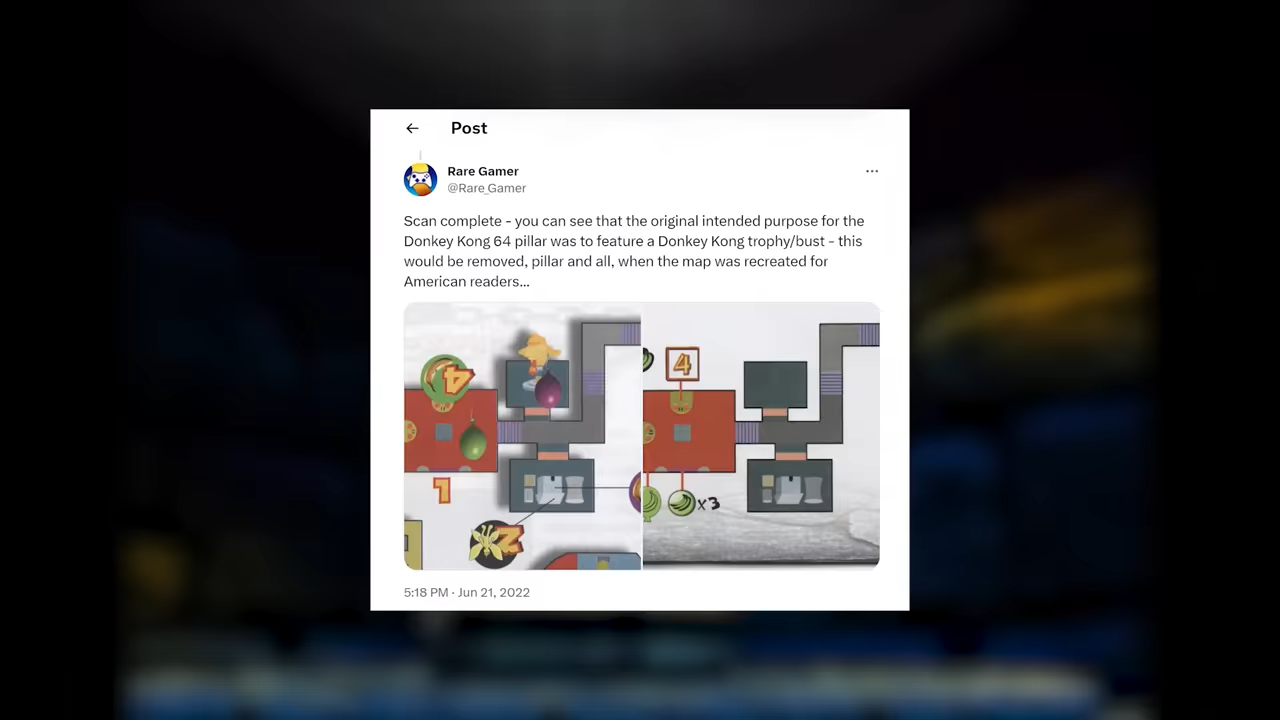 Post
Rare Gamer
@Rare_Gamer
Scan complete - you can see that the original intended purpose for the
Donkey Kong 64 pillar was to feature a Donkey Kong trophy/bust - this
would be removed, pillar and all, when the map was recreated for
American readers...
4
4
1
x3
2
5:18 PM · Jun 21, 2022